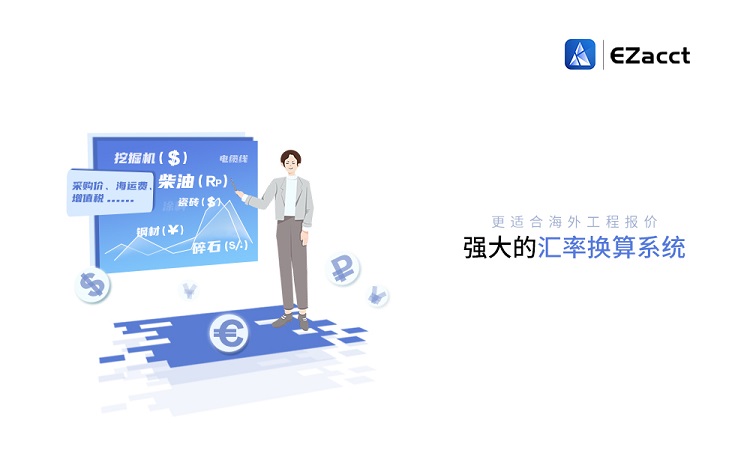 EZacct
挖掘机($)
电缆线
采购价、海运费、
增值税......
柴油(Rp)
瓷砖($)
钢材(¥)
碎石(S/.)
更适合海外工程报价
强大的汇率换算系统
$
¥
€
₽
¥